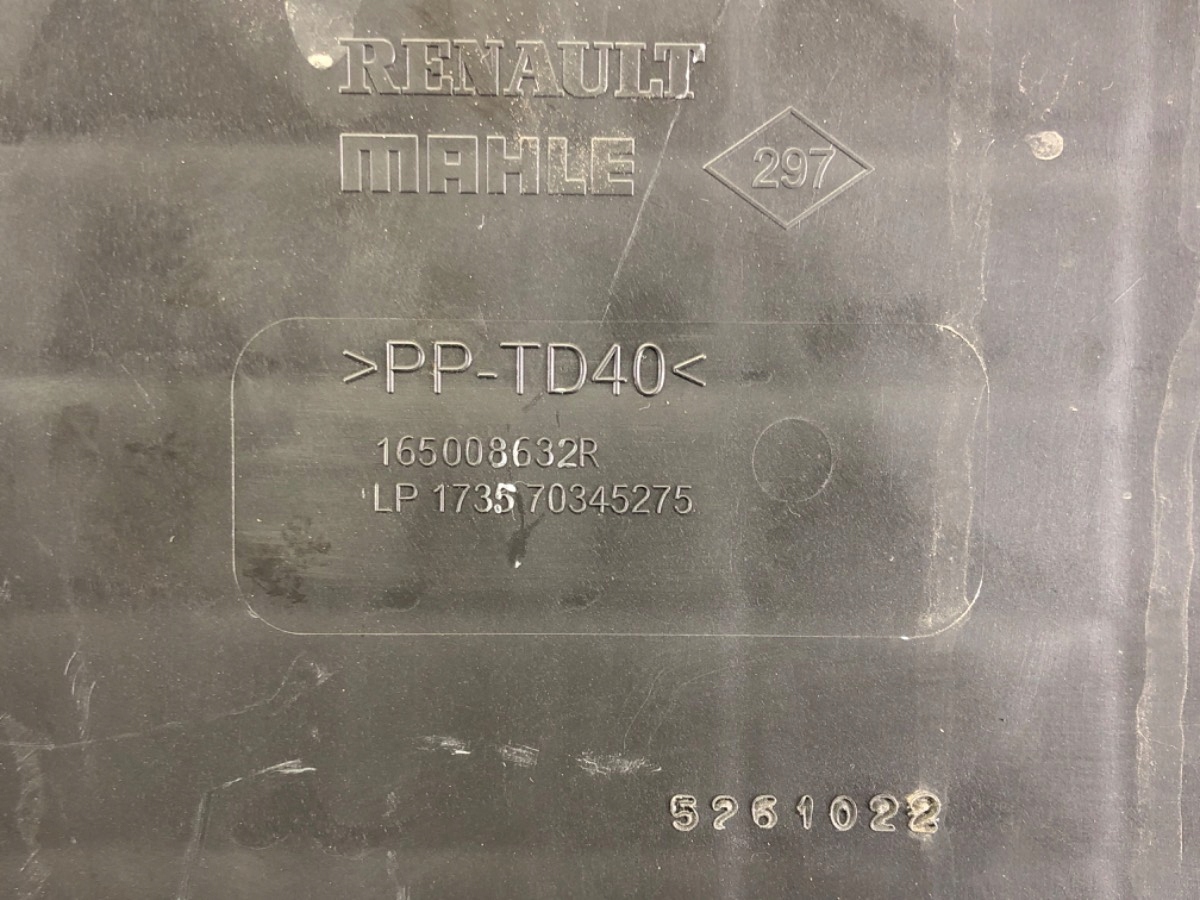 RENAULT
MAHLE
297
>PP-TD40<
165008632R
LP 1735 70345275
5261022